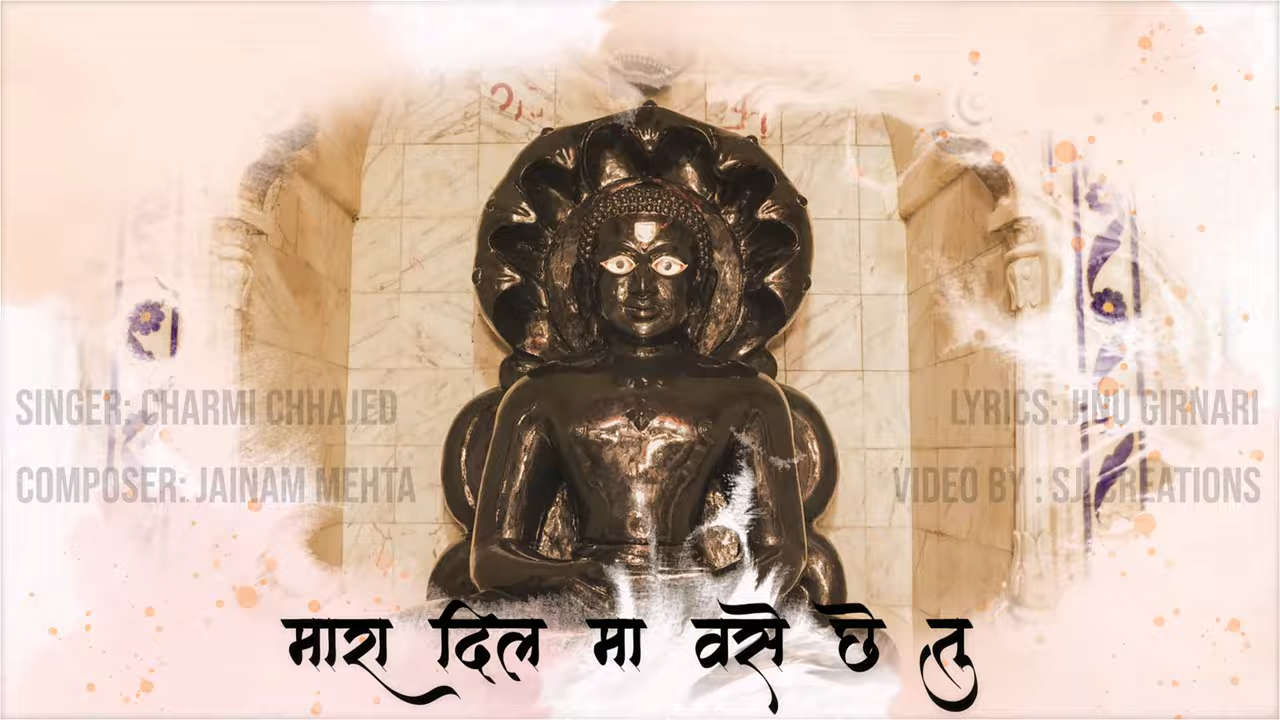 SINGER: CHARMI CHHAJED
COMPOSER: JAINAM MEHTA
LYRICS: JINU GIRNARI
VIDEO BY : SJ CREATIONS
मारा दिल मा वसे छे तु